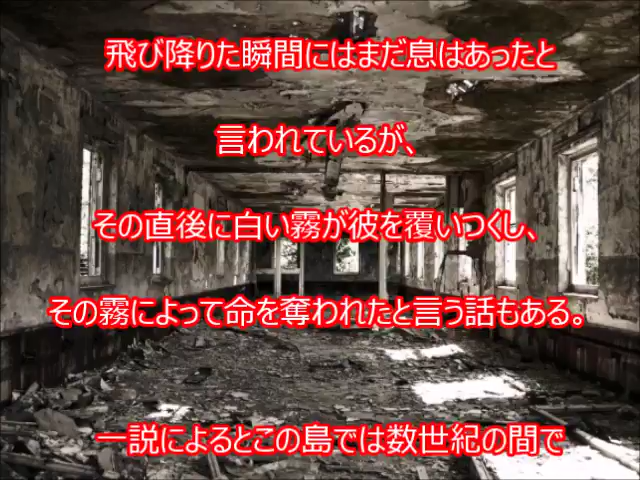 飛び降りた瞬間にはまだ息はあったと
言われているが、
その直後に白い霧が彼を覆いつくし、
その霧によって命を奪われたと言う話もある。
一説によるとこの島では数世紀の間で